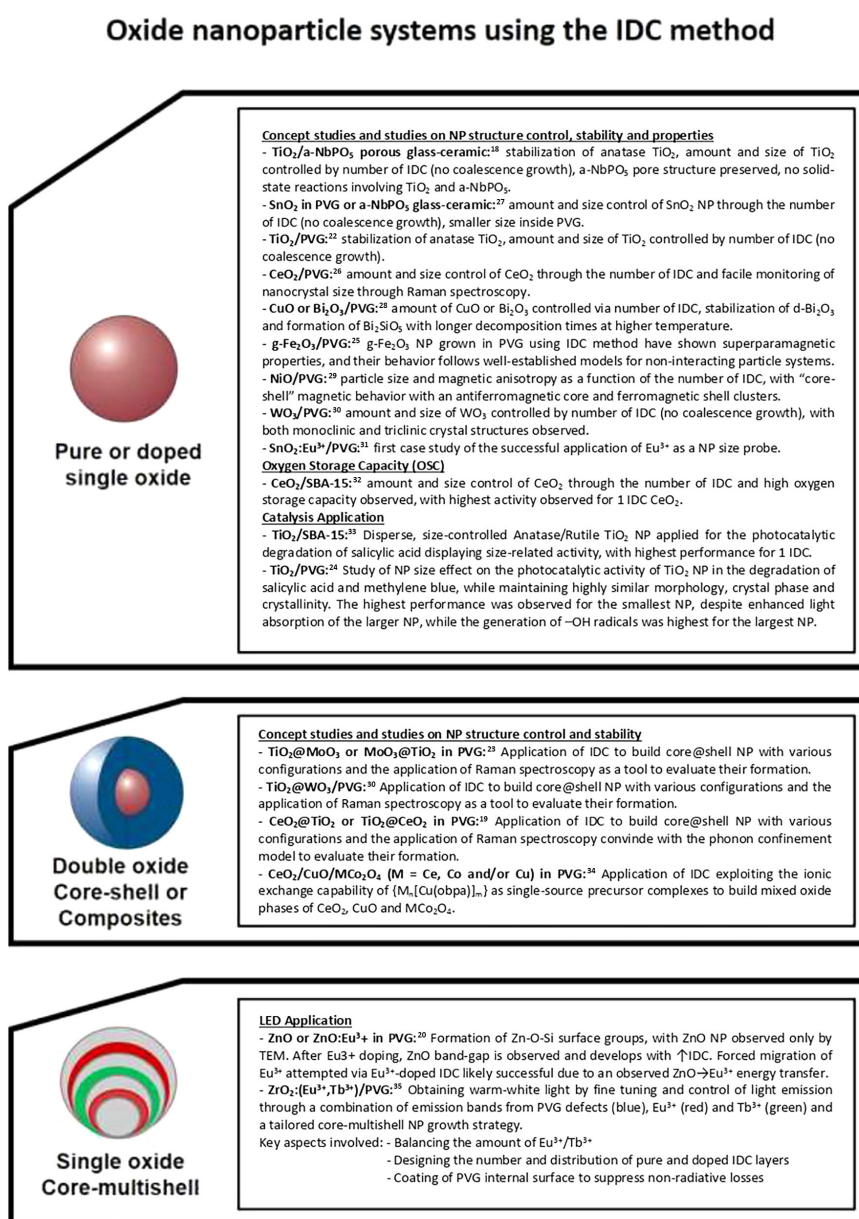 Oxide nanoparticle systems using the IDC method
Pure or doped
single oxide
Concept studies and studies on NP structure control, stability and properties
- TiO₂/a-NbPO₅ porous glass-ceramic:¹⁸ stabilization of anatase TiO₂, amount and size of TiO₂
controlled by number of IDC (no coalescence growth), a-NbPO₅ pore structure preserved, no solid-
state reactions involving TiO₂ and a-NbPO₅.
- SnO₂ in PVG or a-NbPO₅ glass-ceramic:²⁷ amount and size control of SnO₂ NP through the number
of IDC (no coalescence growth), smaller size inside PVG.
- TiO₂/PVG:²² stabilization of anatase TiO₂, amount and size of TiO₂ controlled by number of IDC (no
coalescence growth).
- CeO₂/PVG:²⁶ amount and size control of CeO₂ through the number of IDC and facile monitoring of
nanocrystal size through Raman spectroscopy.
- CuO or Bi₂O₃/PVG:²⁸ amount of CuO or Bi₂O₃ controlled via number of IDC, stabilization of d-Bi₂O₃
and formation of Bi₂SiO₅ with longer decomposition times at higher temperature.
- g-Fe₂O₃/PVG:²⁵ g-Fe₂O₃ NP grown in PVG using IDC method have shown superparamagnetic
properties, and their behavior follows well-established models for non-interacting particle systems.
- NiO/PVG:²⁹ particle size and magnetic anisotropy as a function of the number of IDC, with “core-
shell” magnetic behavior with an antiferromagnetic core and ferromagnetic shell clusters.
- WO₃/PVG:³⁰ amount and size of WO₃ controlled by number of IDC (no coalescence growth), with
both monoclinic and triclinic crystal structures observed.
- SnO₂:Eu³⁺/PVG:³¹ first case study of the successful application of Eu³⁺ as a NP size probe.
Oxygen Storage Capacity (OSC)
- CeO₂/SBA-15:³² amount and size control of CeO₂ through the number of IDC and high oxygen
storage capacity observed, with highest activity observed for 1 IDC CeO₂.
Catalysis Application
- TiO₂/SBA-15:³³ Disperse, size-controlled Anatase/Rutile TiO₂ NP applied for the photocatalytic
degradation of salicylic acid displaying size-related activity, with highest performance for 1 IDC.
- TiO₂/PVG:²⁴ Study of NP size effect on the photocatalytic activity of TiO₂ NP in the degradation of
salicylic acid and methylene blue, while maintaining highly similar morphology, crystal phase and
crystallinity. The highest performance was observed for the smallest NP, despite enhanced light
absorption of the larger NP, while the generation of –OH radicals was highest for the largest NP.
Double oxide
Core-shell or
Composites
Concept studies and studies on NP structure control and stability
- TiO₂@MoO₃ or MoO₃@TiO₂ in PVG:²³ Application of IDC to build core@shell NP with various
configurations and the application of Raman spectroscopy as a tool to evaluate their formation.
- TiO₂@WO₃/PVG:³⁰ Application of IDC to build core@shell NP with various configurations and the
application of Raman spectroscopy as a tool to evaluate their formation.
- CeO₂@TiO₂ or TiO₂@CeO₂ in PVG:¹⁹ Application of IDC to build core@shell NP with various
configurations and the application of Raman spectroscopy convinde with the phonon confinement
model to evaluate their formation.
- CeO₂/CuO/MCo₂O₄ (M = Ce, Co and/or Cu) in PVG:³⁴ Application of IDC exploiting the ionic
exchange capability of {Mₙ[Cu(obpa)]ₘ} as single-source precursor complexes to build mixed oxide
phases of CeO₂, CuO and MCo₂O₄.
Single oxide
Core-multishell
LED Application
- ZnO or ZnO:Eu³+ in PVG:²⁰ Formation of Zn-O-Si surface groups, with ZnO NP observed only by
TEM. After Eu3+ doping, ZnO band-gap is observed and develops with ↑IDC. Forced migration of
Eu³⁺ attempted via Eu³⁺-doped IDC likely successful due to an observed ZnO→Eu³⁺ energy transfer.
- ZrO₂:(Eu³⁺,Tb³⁺)/PVG:³⁵ Obtaining warm-white light by fine tuning and control of light emission
through a combination of emission bands from PVG defects (blue), Eu³⁺ (red) and Tb³⁺ (green) and
a tailored core-multishell NP growth strategy.
Key aspects involved: - Balancing the amount of Eu³⁺/Tb³⁺
- Designing the number and distribution of pure and doped IDC layers
- Coating of PVG internal surface to suppress non-radiative losses